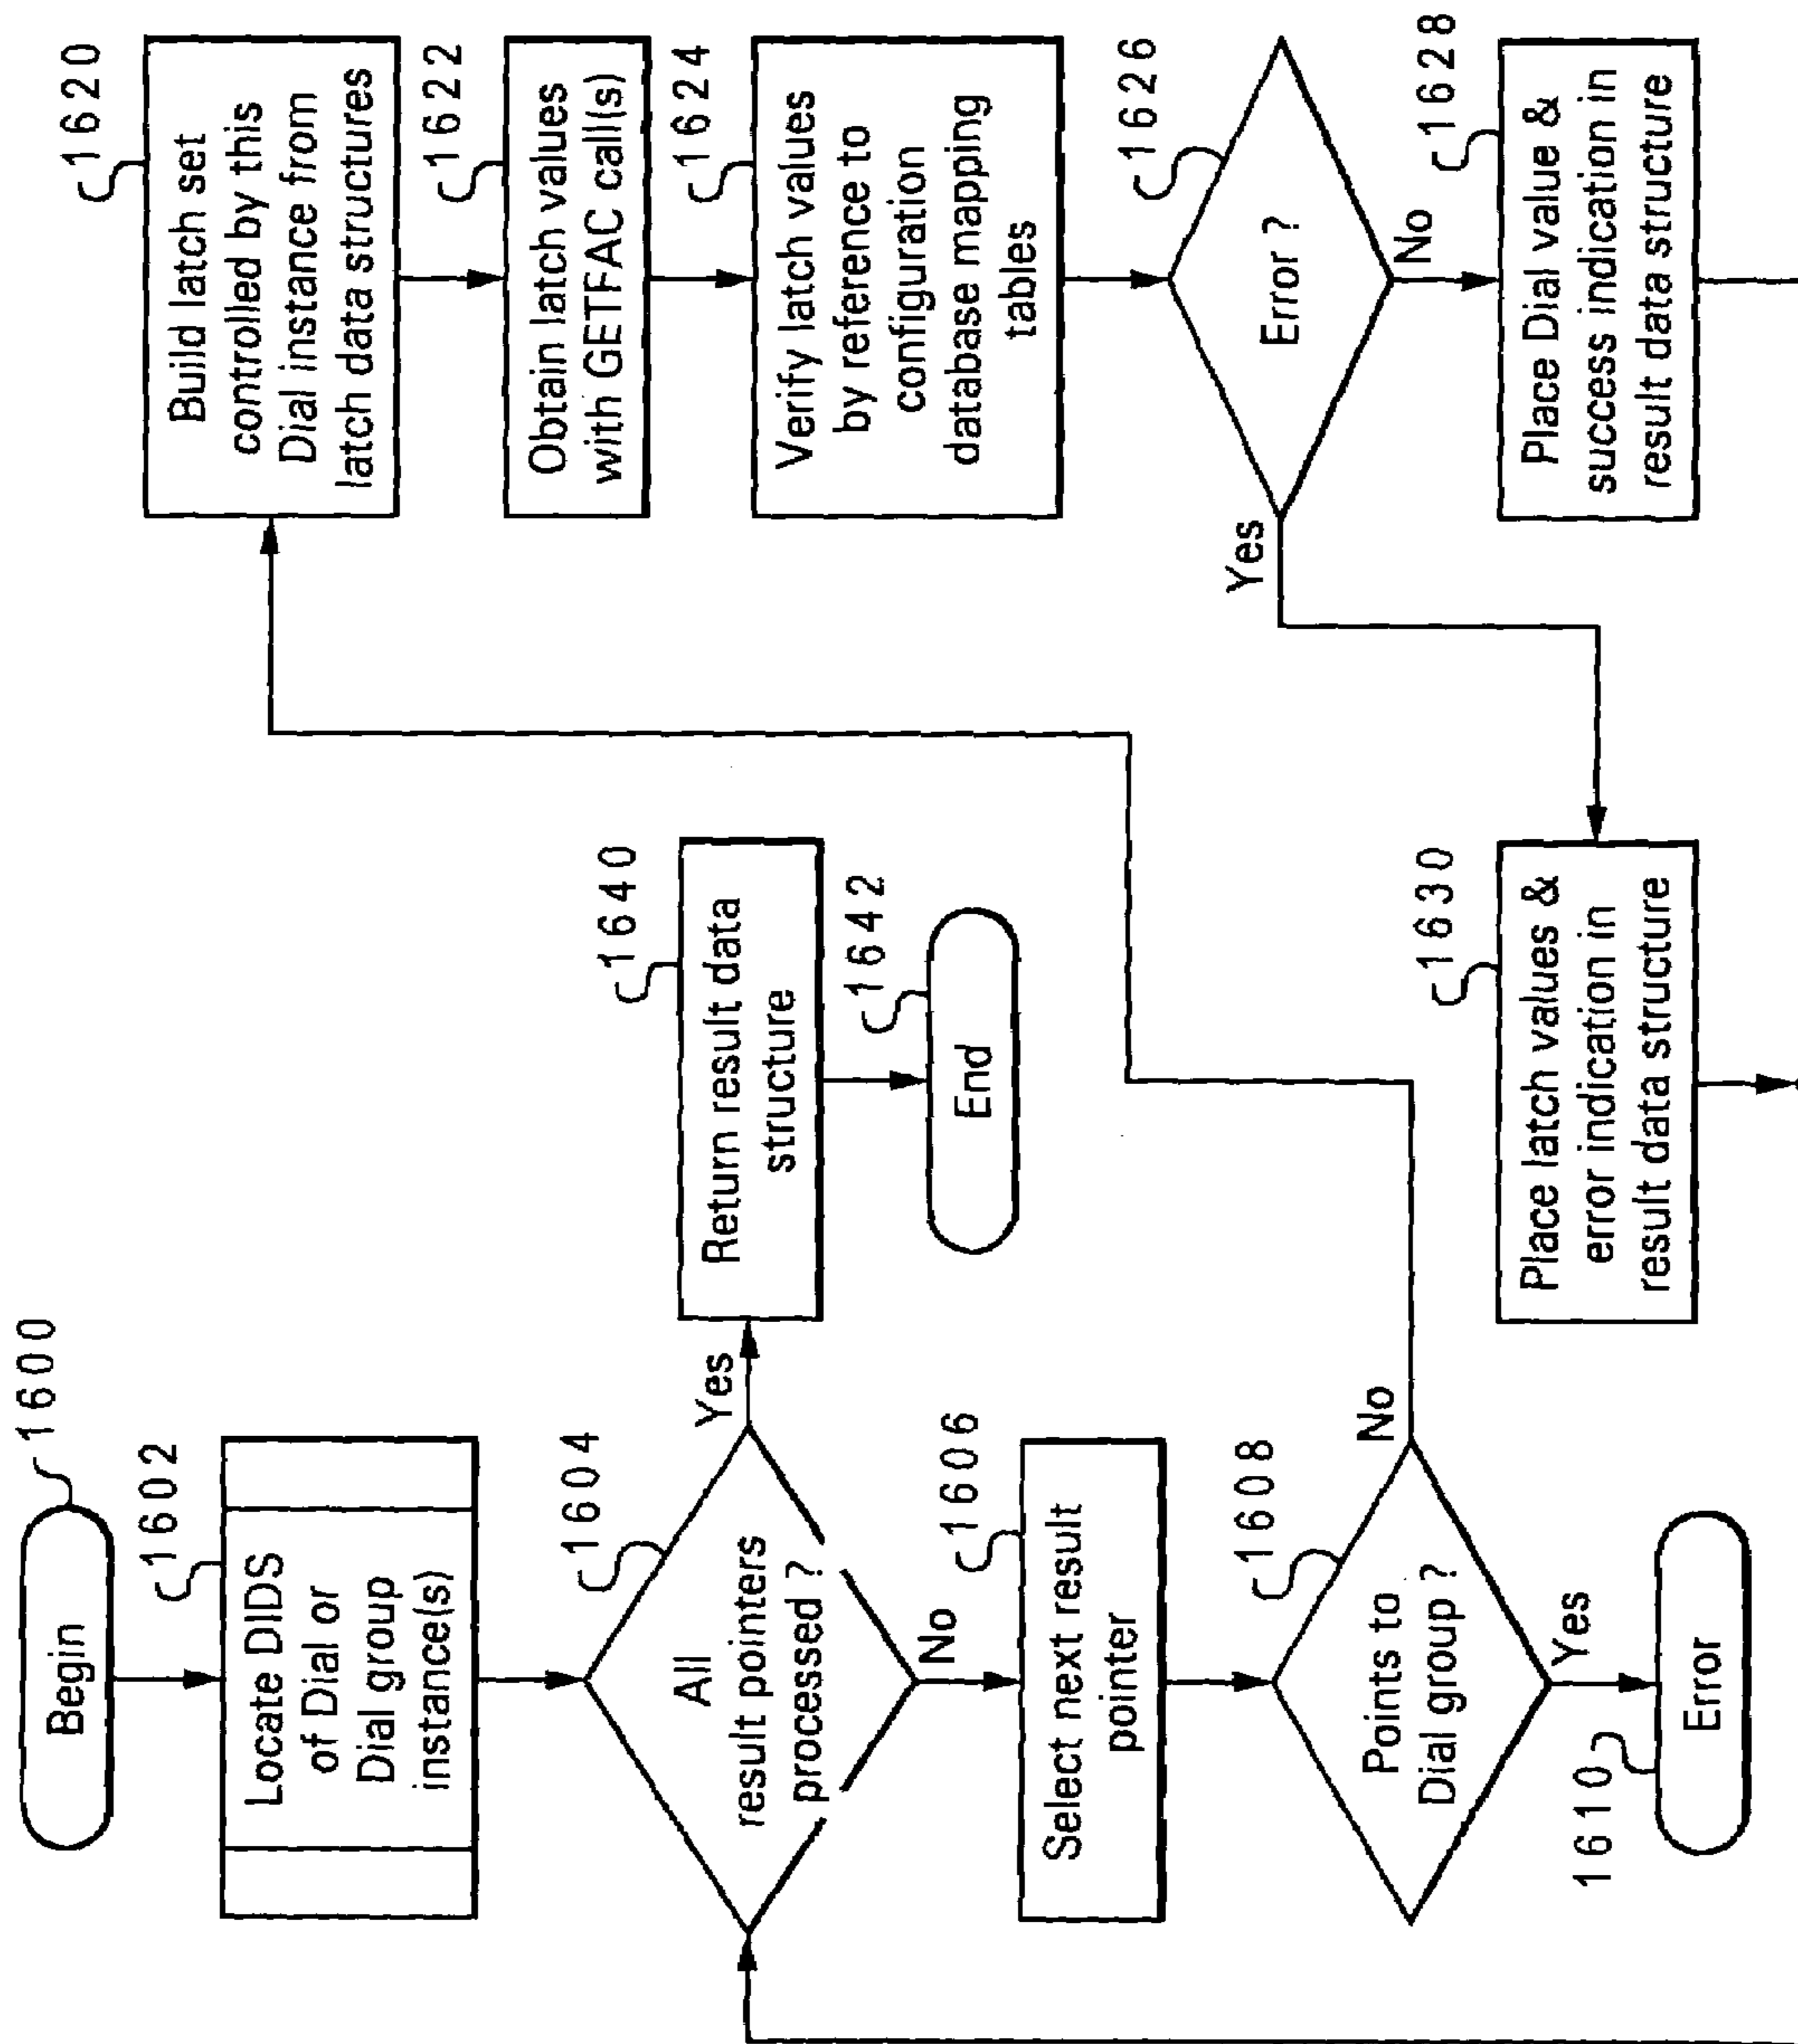 Begin
1600
1602
Locate DIDS
of Dial or
Dial group
instance(s)
1604
All
result pointers
processed ?
Yes
No
1606
Select next result
pointer
1608
Points to
Dial group ?
No
Yes
1610
Error
1640
Return result data
structure
1642
End
1620
Build latch set
controlled by this
Dial instance from
latch data structures
1622
Obtain latch values
with GETFAC call(s)
1624
Verify latch values
by reference to
configuration
database mapping
tables
1626
Error ?
Yes
No
1628
Place Dial value &
success indication in
result data structure
1630
Place latch values &
error indication in
result data structure